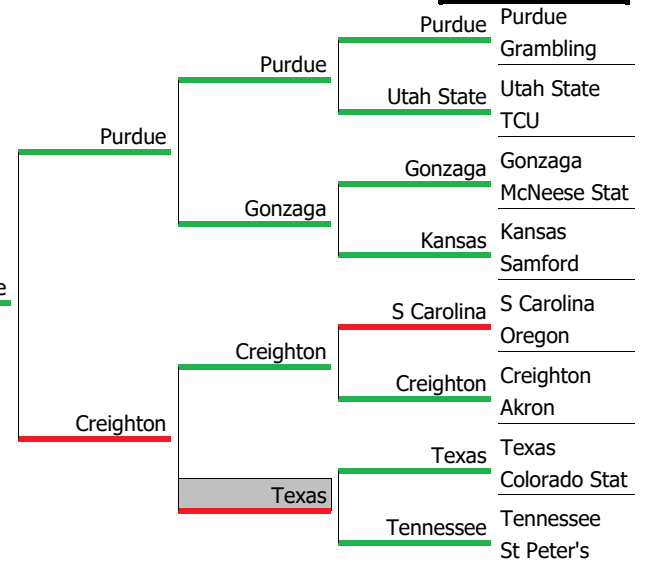 Purdue
Purdue
Grambling
Purdue
Utah State
Utah State
TCU
Purdue
Gonzaga
Gonzaga
McNeese Stat
Gonzaga
Kansas
Kansas
Samford
e
S Carolina
S Carolina
Oregon
Creighton
Creighton
Creighton
Akron
Creighton
Texas
Texas
Colorado Stat
Texas
Tennessee
Tennessee
St Peter's